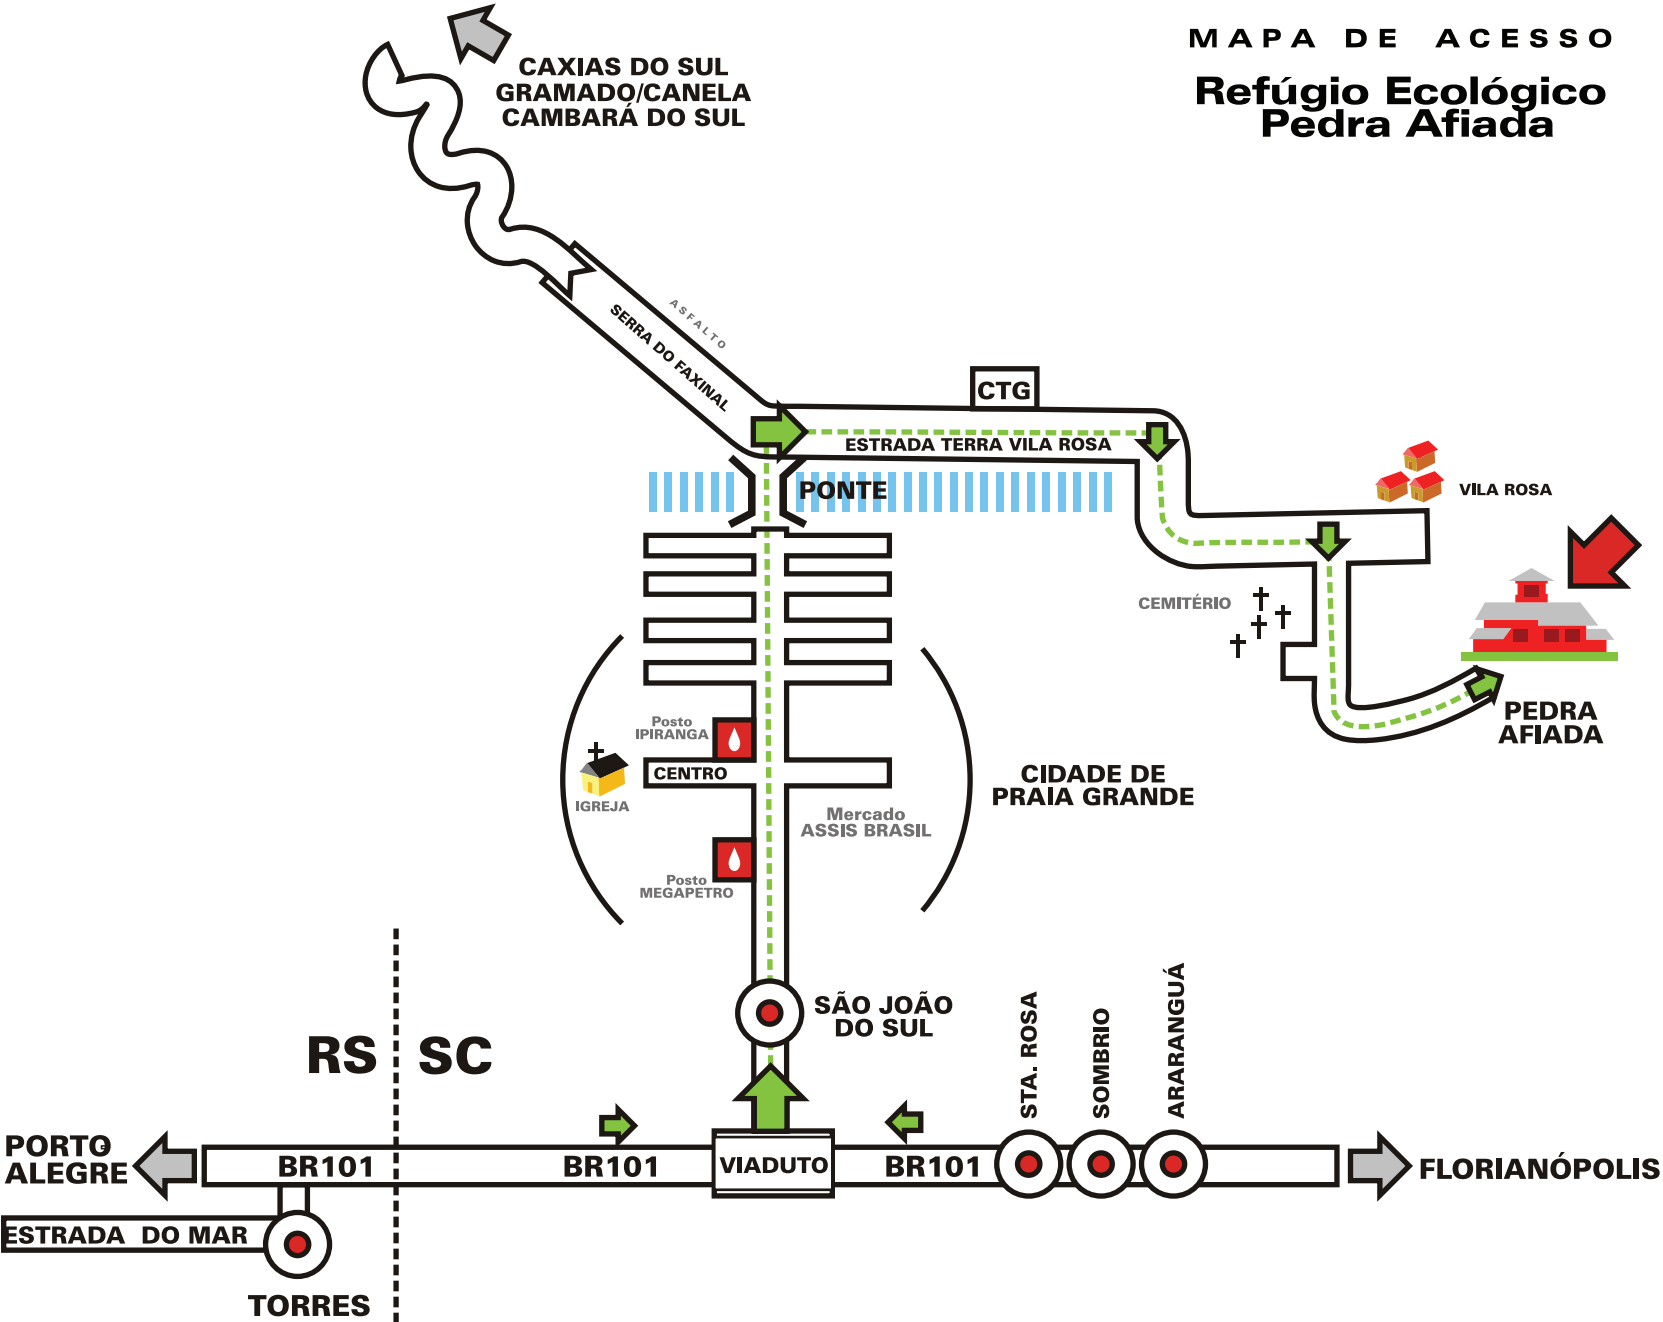 MAPA DE ACESSO
Refúgio Ecológico
Pedra Afiada
CAXIAS DO SUL
GRAMADO/CANELA
CAMBARÁ DO SUL
ASFALTO
SERRA DO FAXINAL
CTG
ESTRADA TERRA VILA ROSA
PONTE
VILA ROSA
CEMITÉRIO
PEDRA
AFIADA
Posto
IPIRANGA
CENTRO
IGREJA
CIDADE DE
PRAIA GRANDE
Mercado
ASSIS BRASIL
Posto
MEGAPETRO
SÃO JOÃO
DO SUL
STA. ROSA
SOMBRIO
ARARANGUÁ
RS
SC
PORTO
ALEGRE
BR101
BR101
VIADUTO
BR101
FLORIANÓPOLIS
ESTRADA DO MAR
TORRES